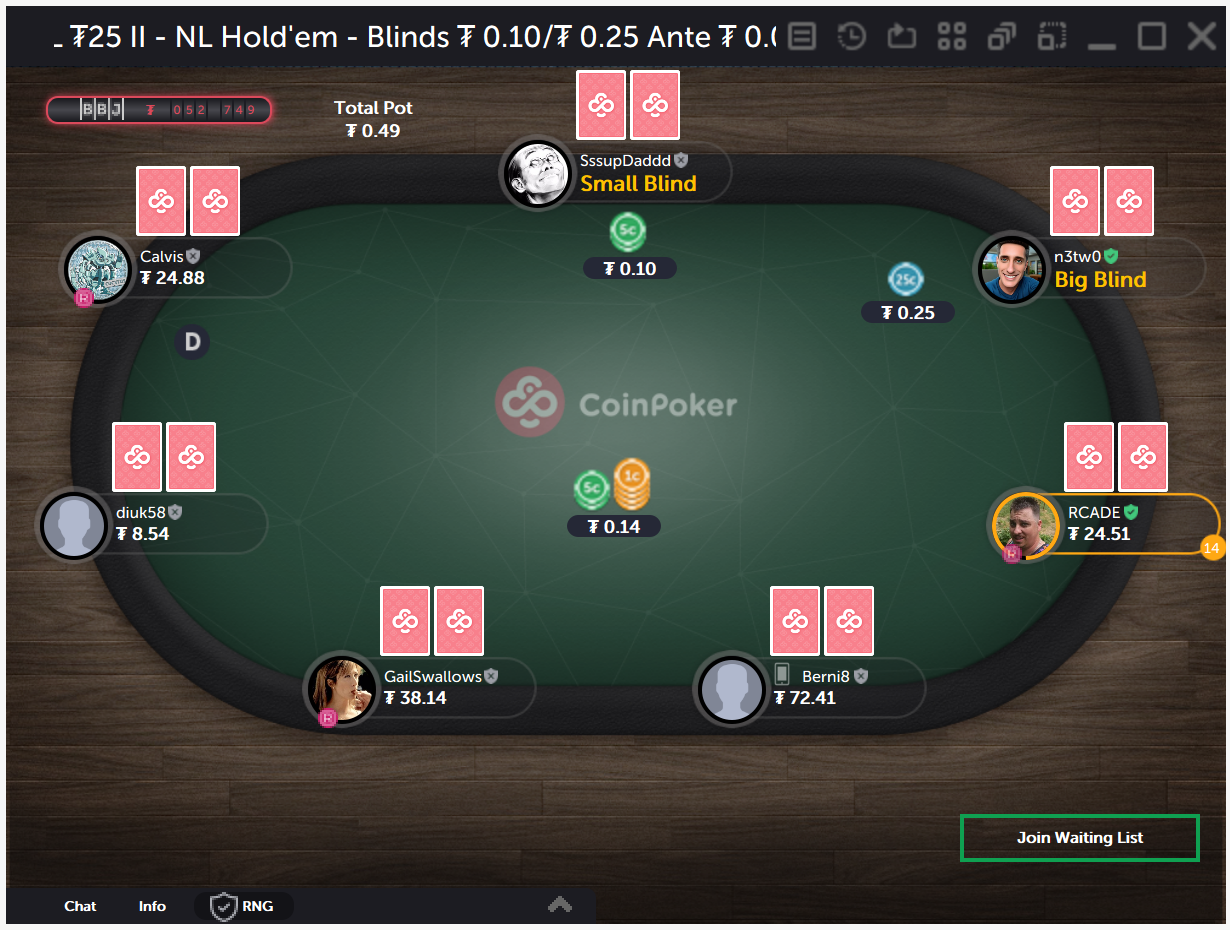 ₮25 II - NL Hold'em - Blinds ₮ 0.10/₮ 0.25 Ante ₮ 0.0
BBJ ₮ 052 749
Total Pot
₮ 0.49
SssupDaddd
Small Blind
5c
₮ 0.10
Calvis
₮ 24.88
R
n3tw0
Big Blind
25c
₮ 0.25
D
CoinPoker
diuk58
₮ 8.54
5c
1c
₮ 0.14
RCADE
₮ 24.51
14
R
GailSwallows
₮ 38.14
R
Berni8
₮ 72.41
Join Waiting List
Chat
Info
RNG